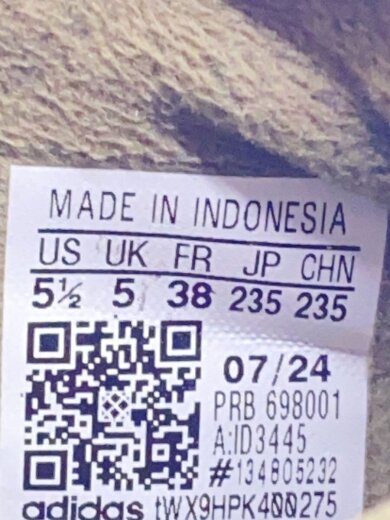 MADE IN INDONESIA
US UK FR JP CHN
5½ 5 38 235 235
07/24
PRB 698001
A:ID3445
#134805232
adidas tWX9HPK400275